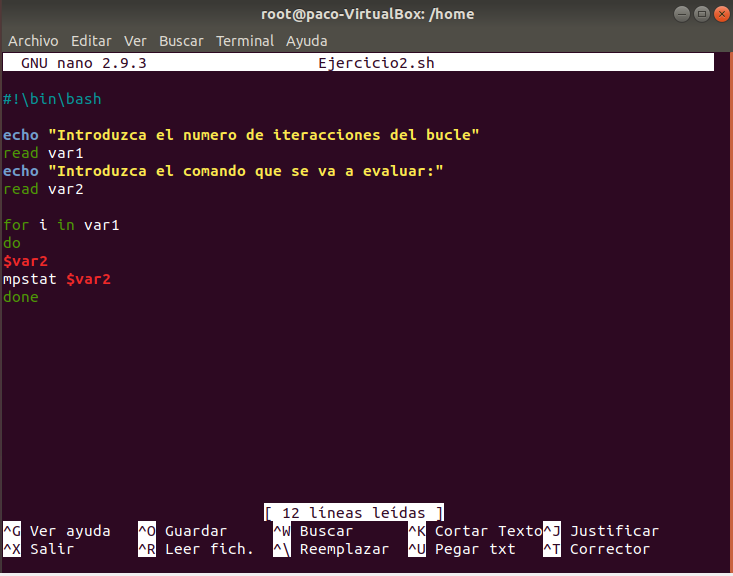 root@paco-VirtualBox: /home
Archivo Editar Ver Buscar Terminal Ayuda
GNU nano 2.9.3 Ejercicio2.sh
#!\bin\bash
echo "Introduzca el numero de iteracciones del bucle"
read var1
echo "Introduzca el comando que se va a evaluar:"
read var2
for i in var1
do
$var2
mpstat $var2
done
[ 12 líneas leídas ]
^G Ver ayuda ^O Guardar ^W Buscar ^K Cortar Texto ^J Justificar
^X Salir ^R Leer fich. ^\ Reemplazar ^U Pegar txt ^T Corrector